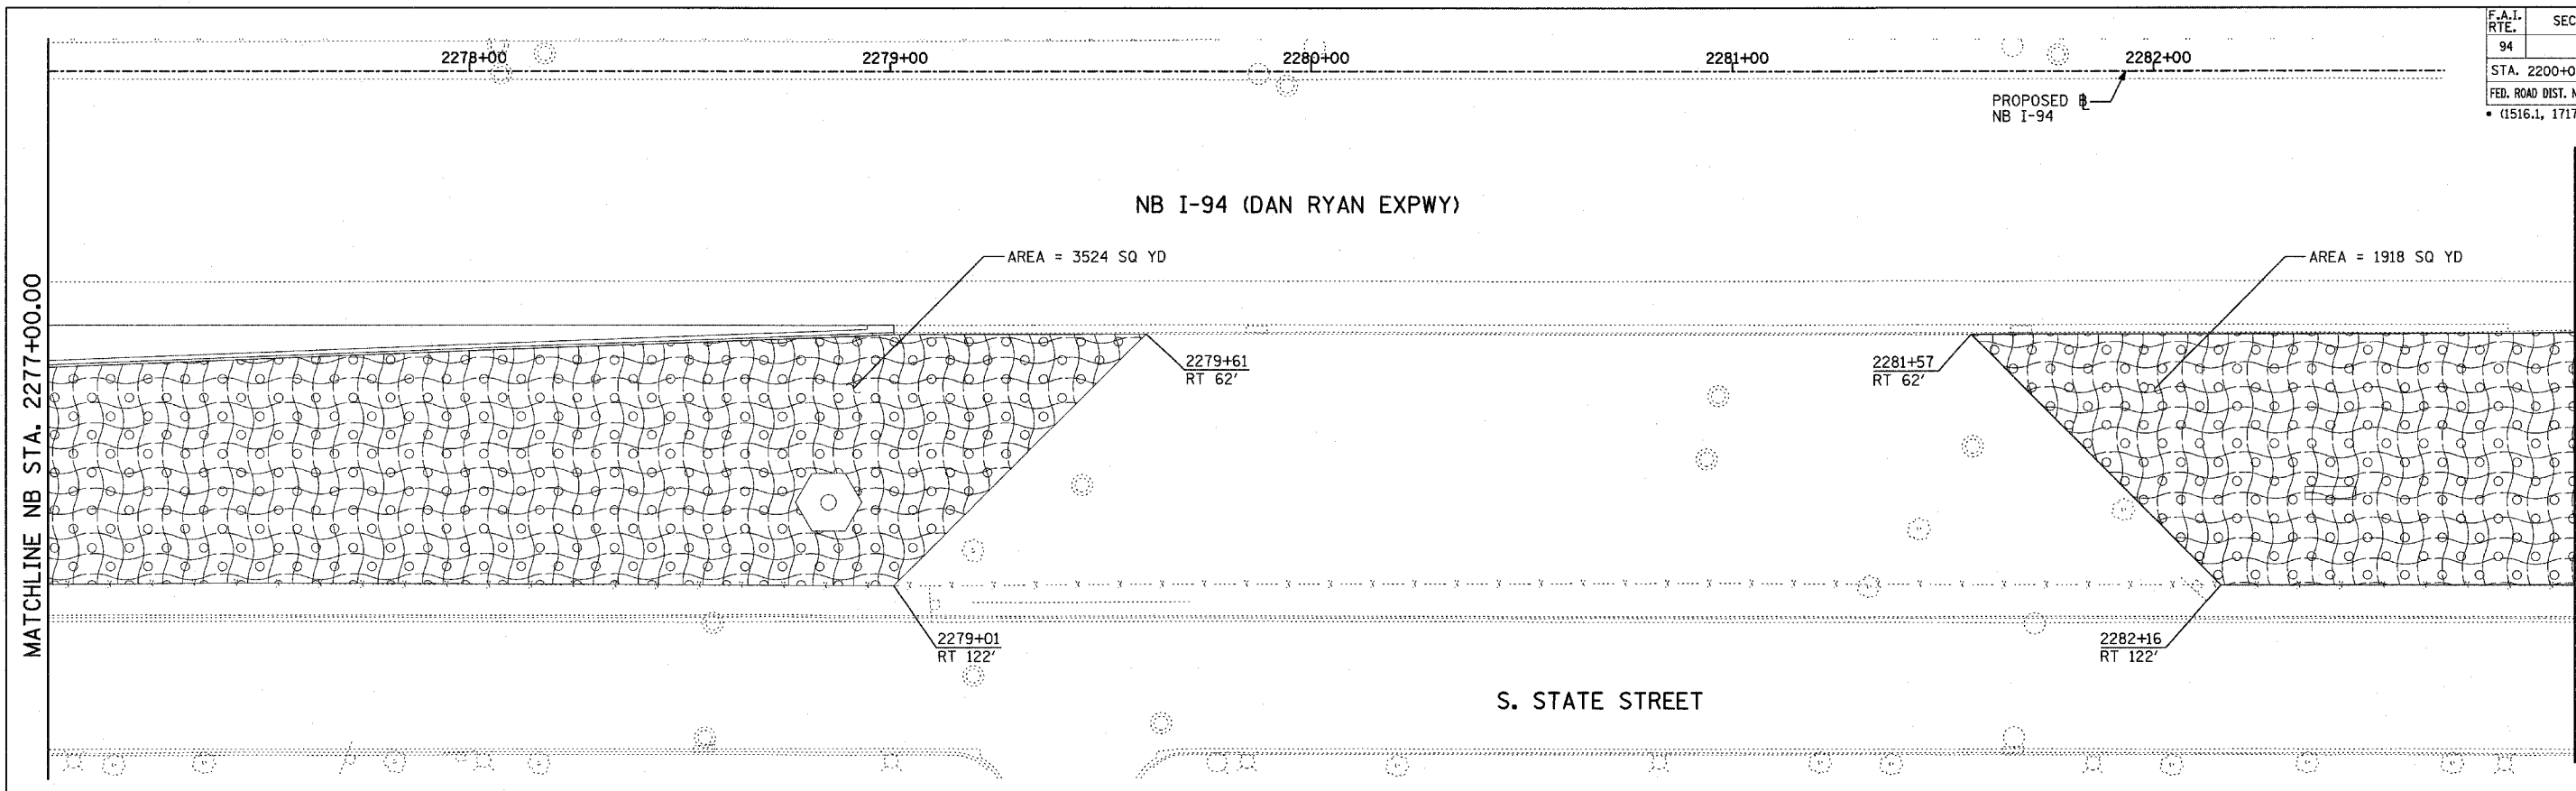 F.A.I.
RTE.
SEC
94
STA. 2200+0
FED. ROAD DIST. N
• (1516.1, 1717
2278+00
2279+00
2280+00
2281+00
2282+00
PROPOSED ℄
NB I-94
NB I-94 (DAN RYAN EXPWY)
AREA = 3524 SQ YD
AREA = 1918 SQ YD
MATCHLINE NB STA. 2277+00.00
2279+61
RT 62'
2281+57
RT 62'
2279+01
RT 122'
2282+16
RT 122'
S. STATE STREET